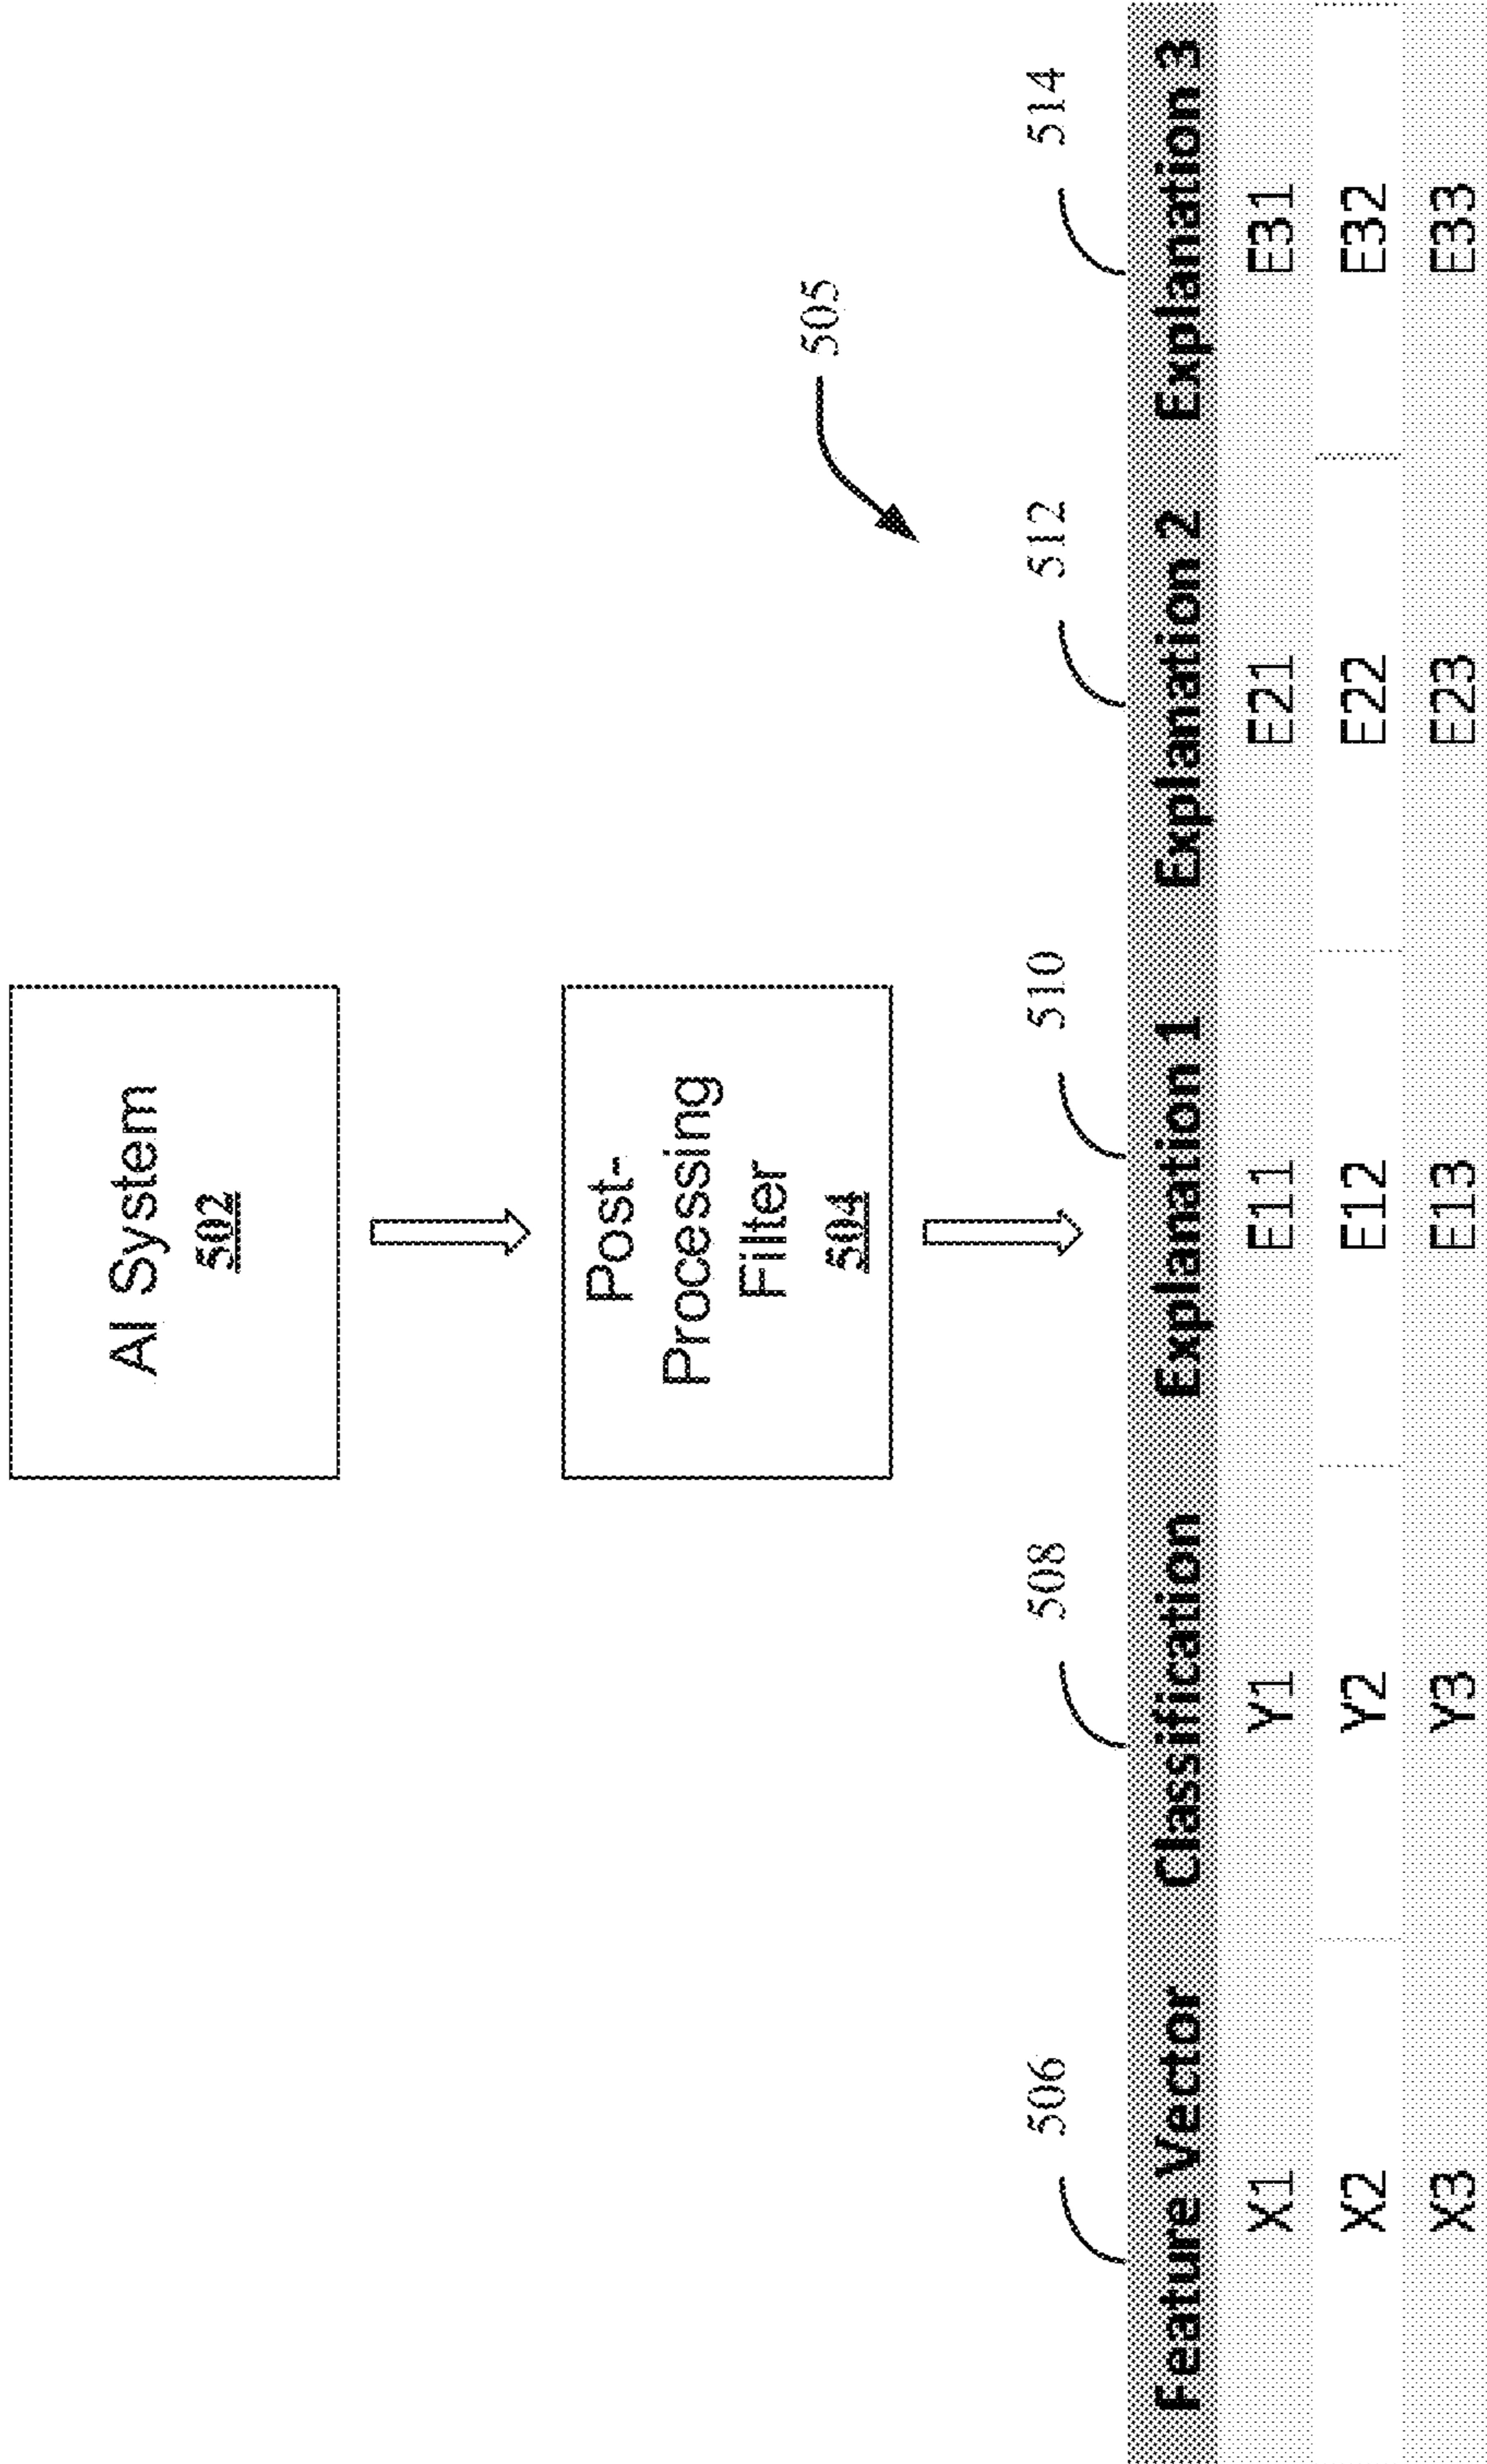 AI System
502
Post-
Processing
Filter
504
505
506
508
510
512
514
Feature Vector Classification Explanation 1 Explanation 2 Explanation 3
X1 Y1 E11 E21 E31
X2 Y2 E12 E22 E32
X3 Y3 E13 E23 E33